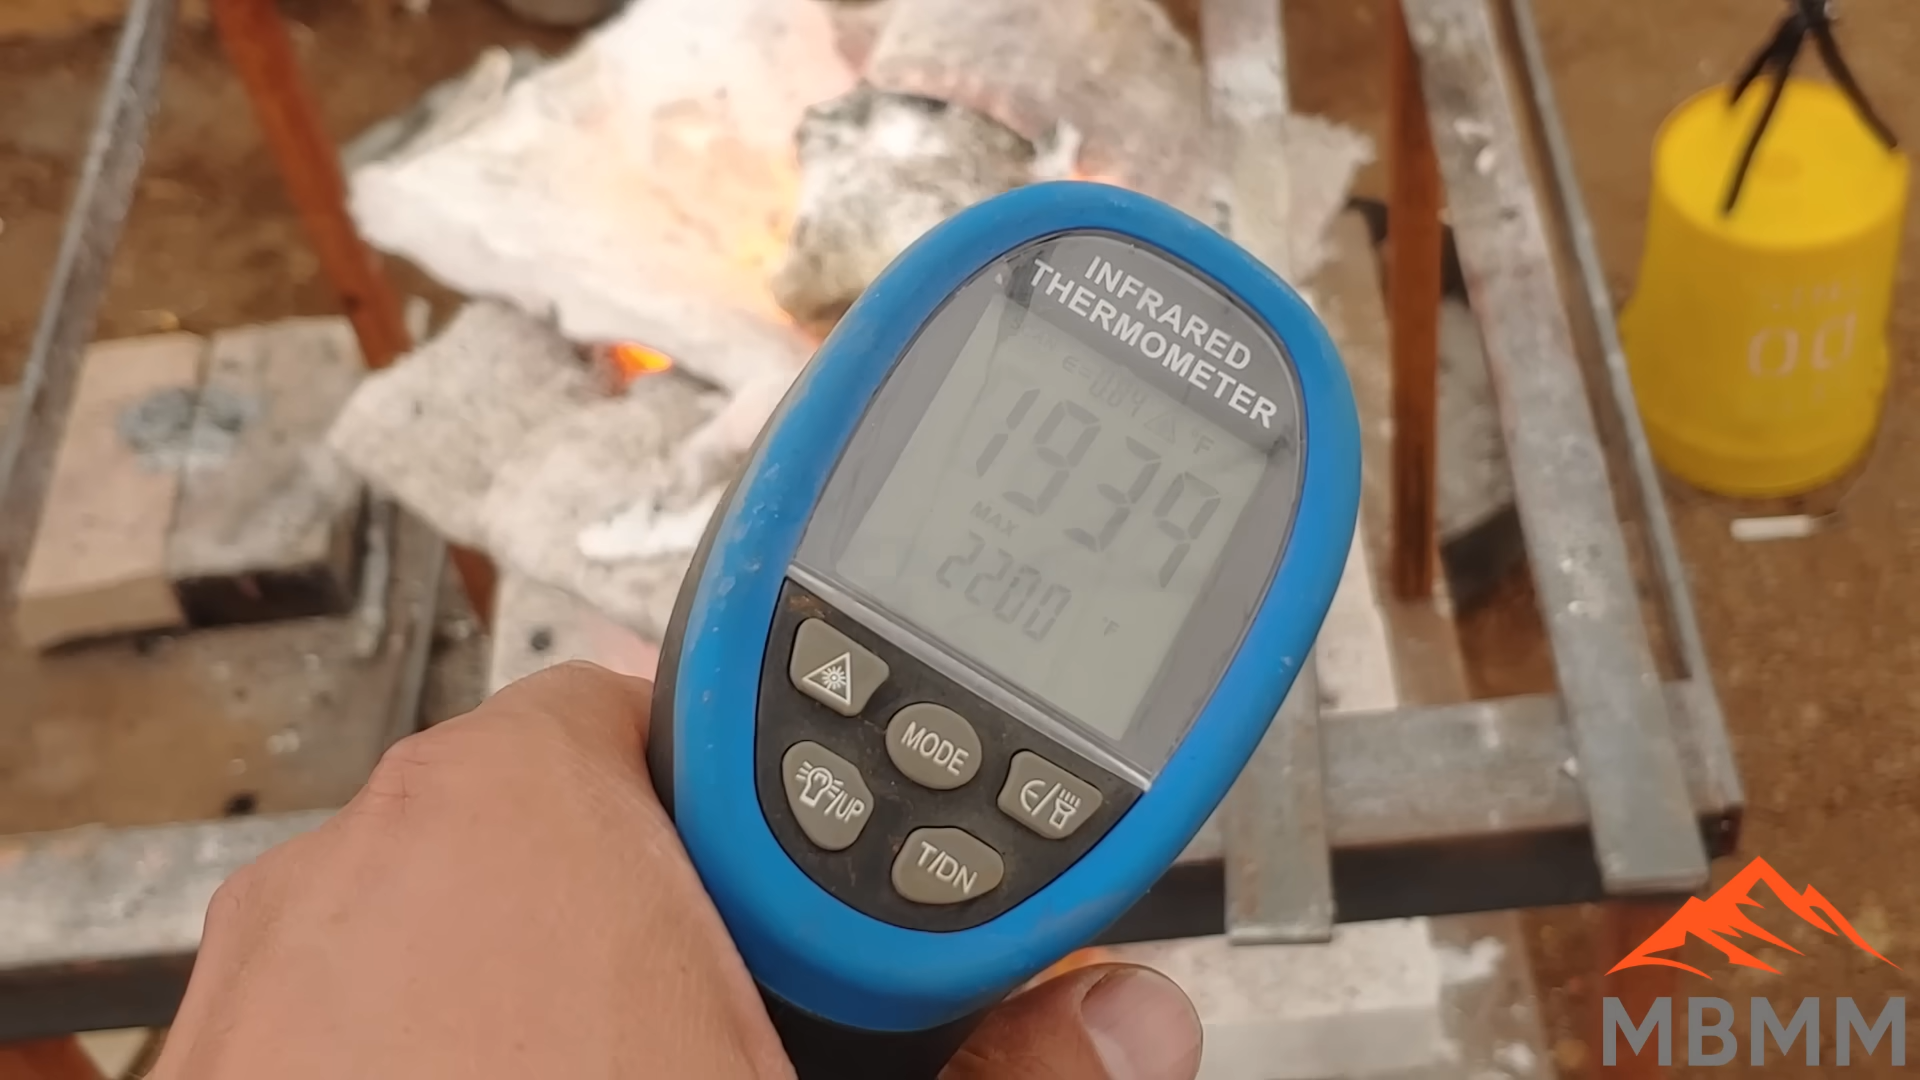 INFRARED
THERMOMETER
°F
1939
MAX
2200
°F
MODE
/UP
€/
T/DN
MBMM